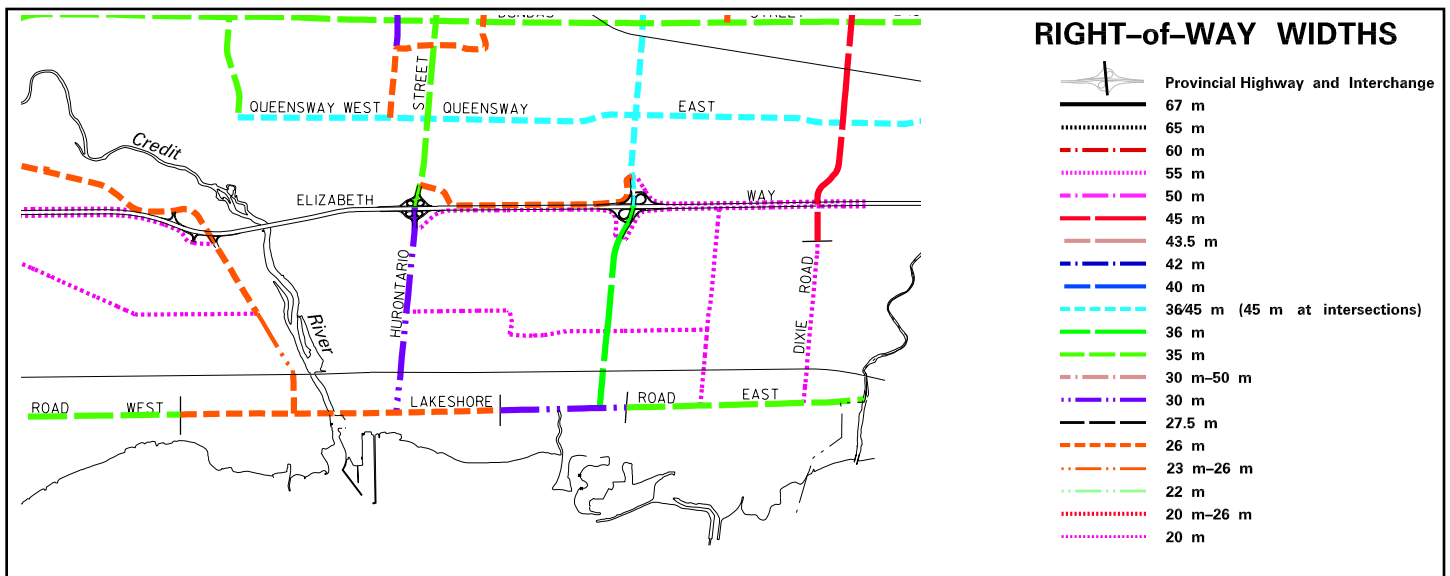 DUNDAS STREET
RIGHT–of–WAY WIDTHS
STREET
Provincial Highway and Interchange
QUEENSWAY WEST QUEENSWAY EAST
67 m
65 m
Credit
60 m
55 m
ELIZABETH WAY
50 m
45 m
43.5 m
HURONTARIO
ROAD
42 m
40 m
River
DIXIE
36/45 m (45 m at intersections)
36 m
35 m
30 m–50 m
ROAD WEST LAKESHORE ROAD EAST
30 m
27.5 m
26 m
23 m–26 m
22 m
20 m–26 m
20 m